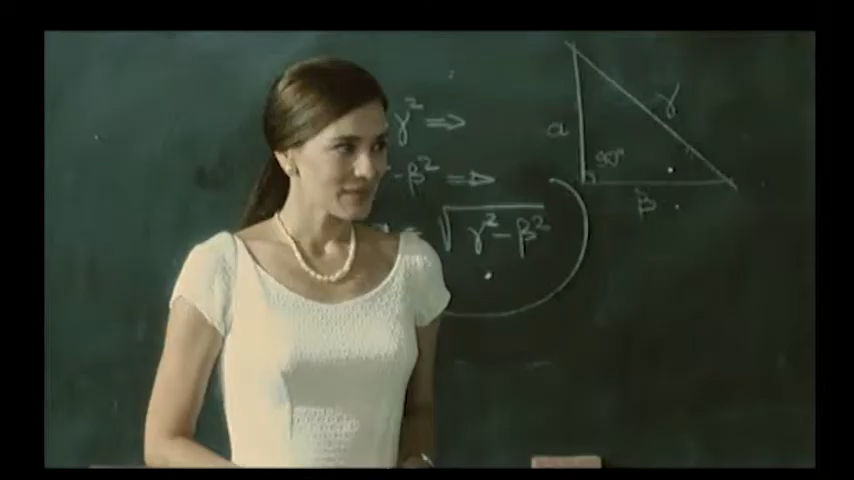 γ² ⇒
-β² ⇒
= √γ²-β²
a
γ
90°
β